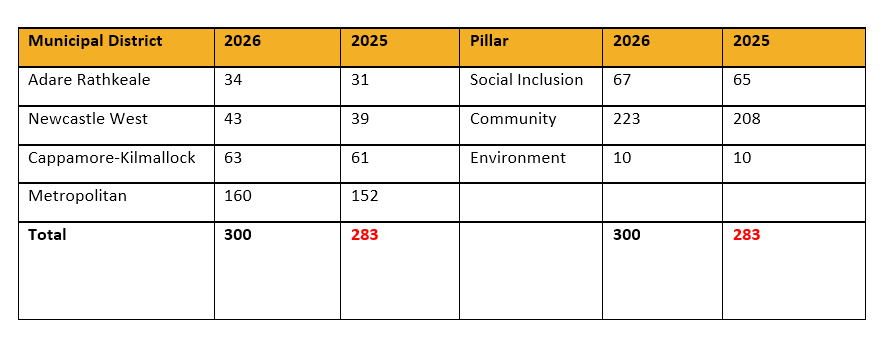 Municipal District 2026 2025 Pillar 2026 2025
Adare Rathkeale 34 31 Social Inclusion 67 65
Newcastle West 43 39 Community 223 208
Cappamore-Kilmallock 63 61 Environment 10 10
Metropolitan 160 152
Total 300 283 300 283